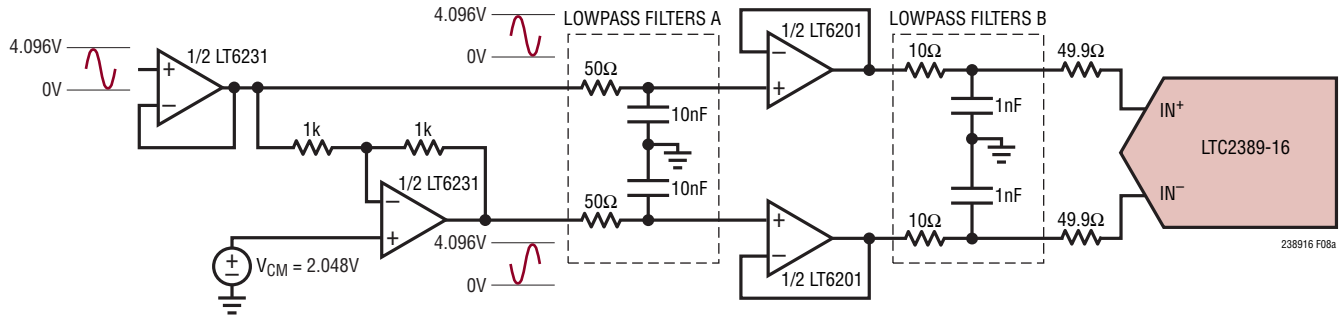 4.096V
0V
1/2 LT6231
+
−
1k
1k
1/2 LT6231
−
+
+
−
VCM = 2.048V
4.096V
0V
4.096V
0V
LOWPASS FILTERS A
50Ω
10nF
10nF
50Ω
1/2 LT6201
−
+
+
−
1/2 LT6201
LOWPASS FILTERS B
10Ω
1nF
1nF
10Ω
49.9Ω
49.9Ω
IN+
LTC2389-16
IN−
238916 F08a